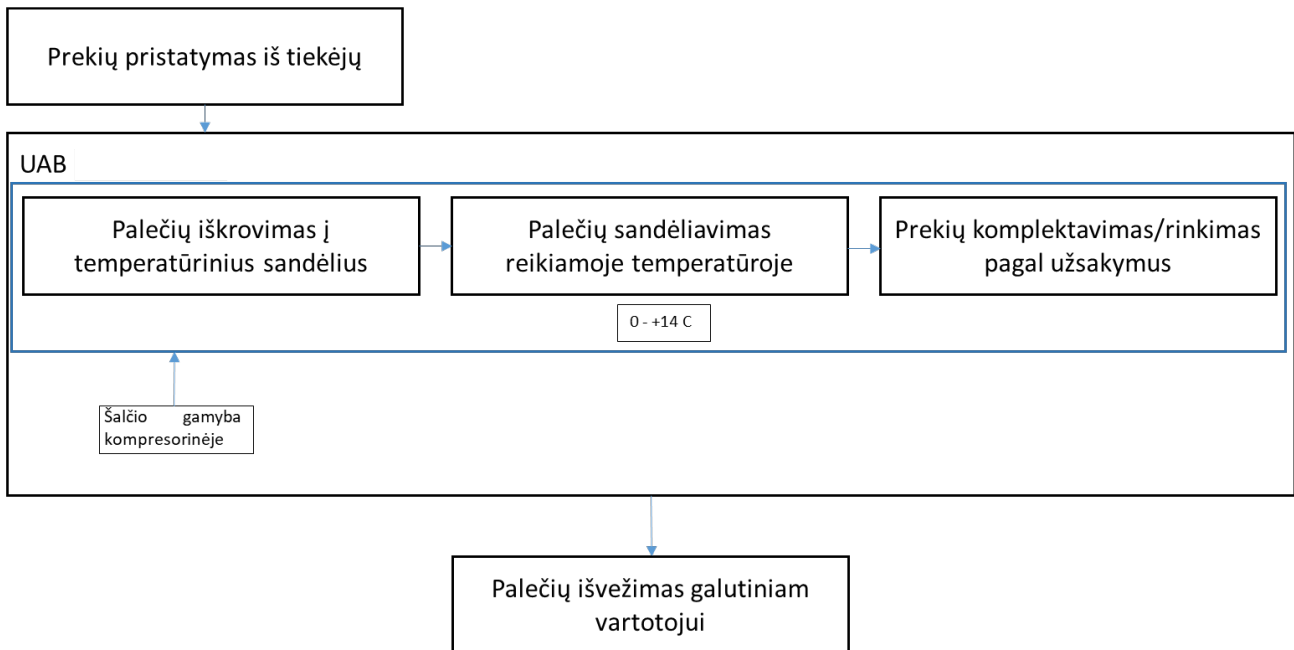 Prekių pristatymas iš tiekėjų
UAB
Palečių iškrovimas į
temperatūrinius sandėlius
Palečių sandėliavimas
reikiamoje temperatūroje
Prekių komplektavimas/rinkimas
pagal užsakymus
0 - +14 C
Šalčio gamyba
kompresorinėje
Palečių išvežimas galutiniam
vartotojui